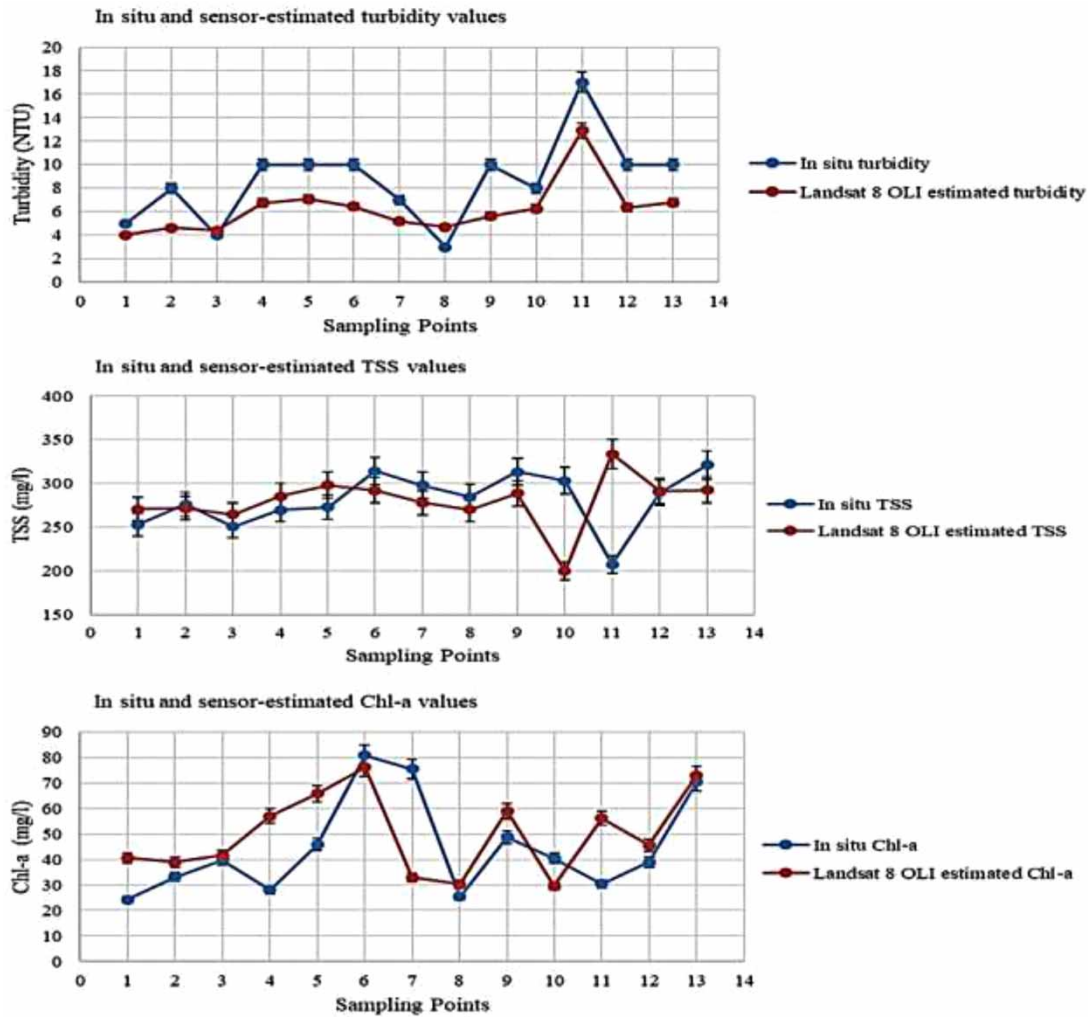 In situ and sensor-estimated turbidity values
Turbidity (NTU)
20
18
16
14
12
10
8
6
4
2
0
0 1 2 3 4 5 6 7 8 9 10 11 12 13 14
Sampling Points
In situ turbidity
Landsat 8 OLI estimated turbidity
In situ and sensor-estimated TSS values
TSS (mg/l)
400
350
300
250
200
150
0 1 2 3 4 5 6 7 8 9 10 11 12 13 14
Sampling Points
In situ TSS
Landsat 8 OLI estimated TSS
In situ and sensor-estimated Chl-a values
Chl-a (mg/l)
90
80
70
60
50
40
30
20
10
0
0 1 2 3 4 5 6 7 8 9 10 11 12 13 14
Sampling Points
In situ Chl-a
Landsat 8 OLI estimated Chl-a